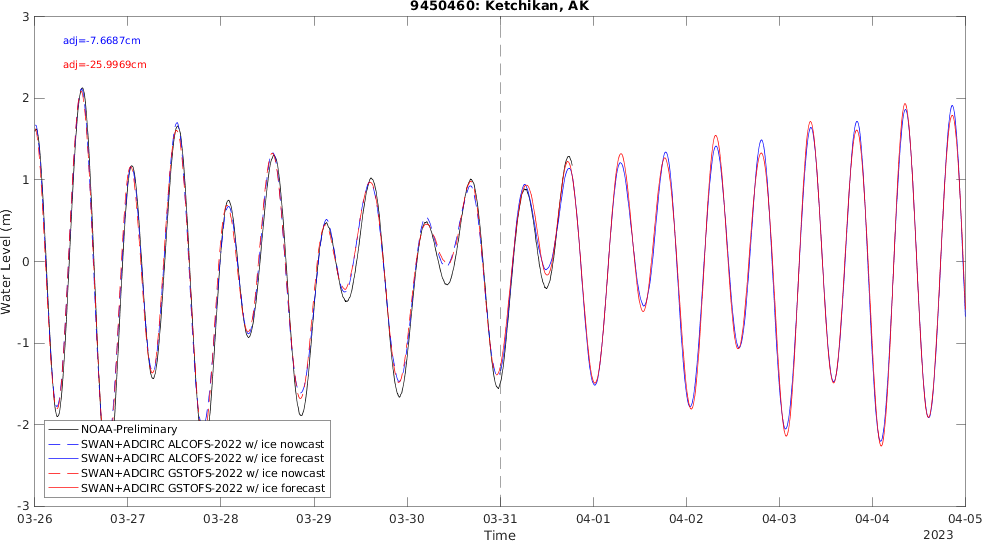 9450460: Ketchikan, AK
3
adj=-7.6687cm
adj=-25.9969cm
2
1
0
-1
-2
-3
Water Level (m)
NOAA-Preliminary
SWAN+ADCIRC ALCOFS-2022 w/ ice nowcast
SWAN+ADCIRC ALCOFS-2022 w/ ice forecast
SWAN+ADCIRC GSTOFS-2022 w/ ice nowcast
SWAN+ADCIRC GSTOFS-2022 w/ ice forecast
03-26 03-27 03-28 03-29 03-30 03-31 04-01 04-02 04-03 04-04 04-05
Time
2023